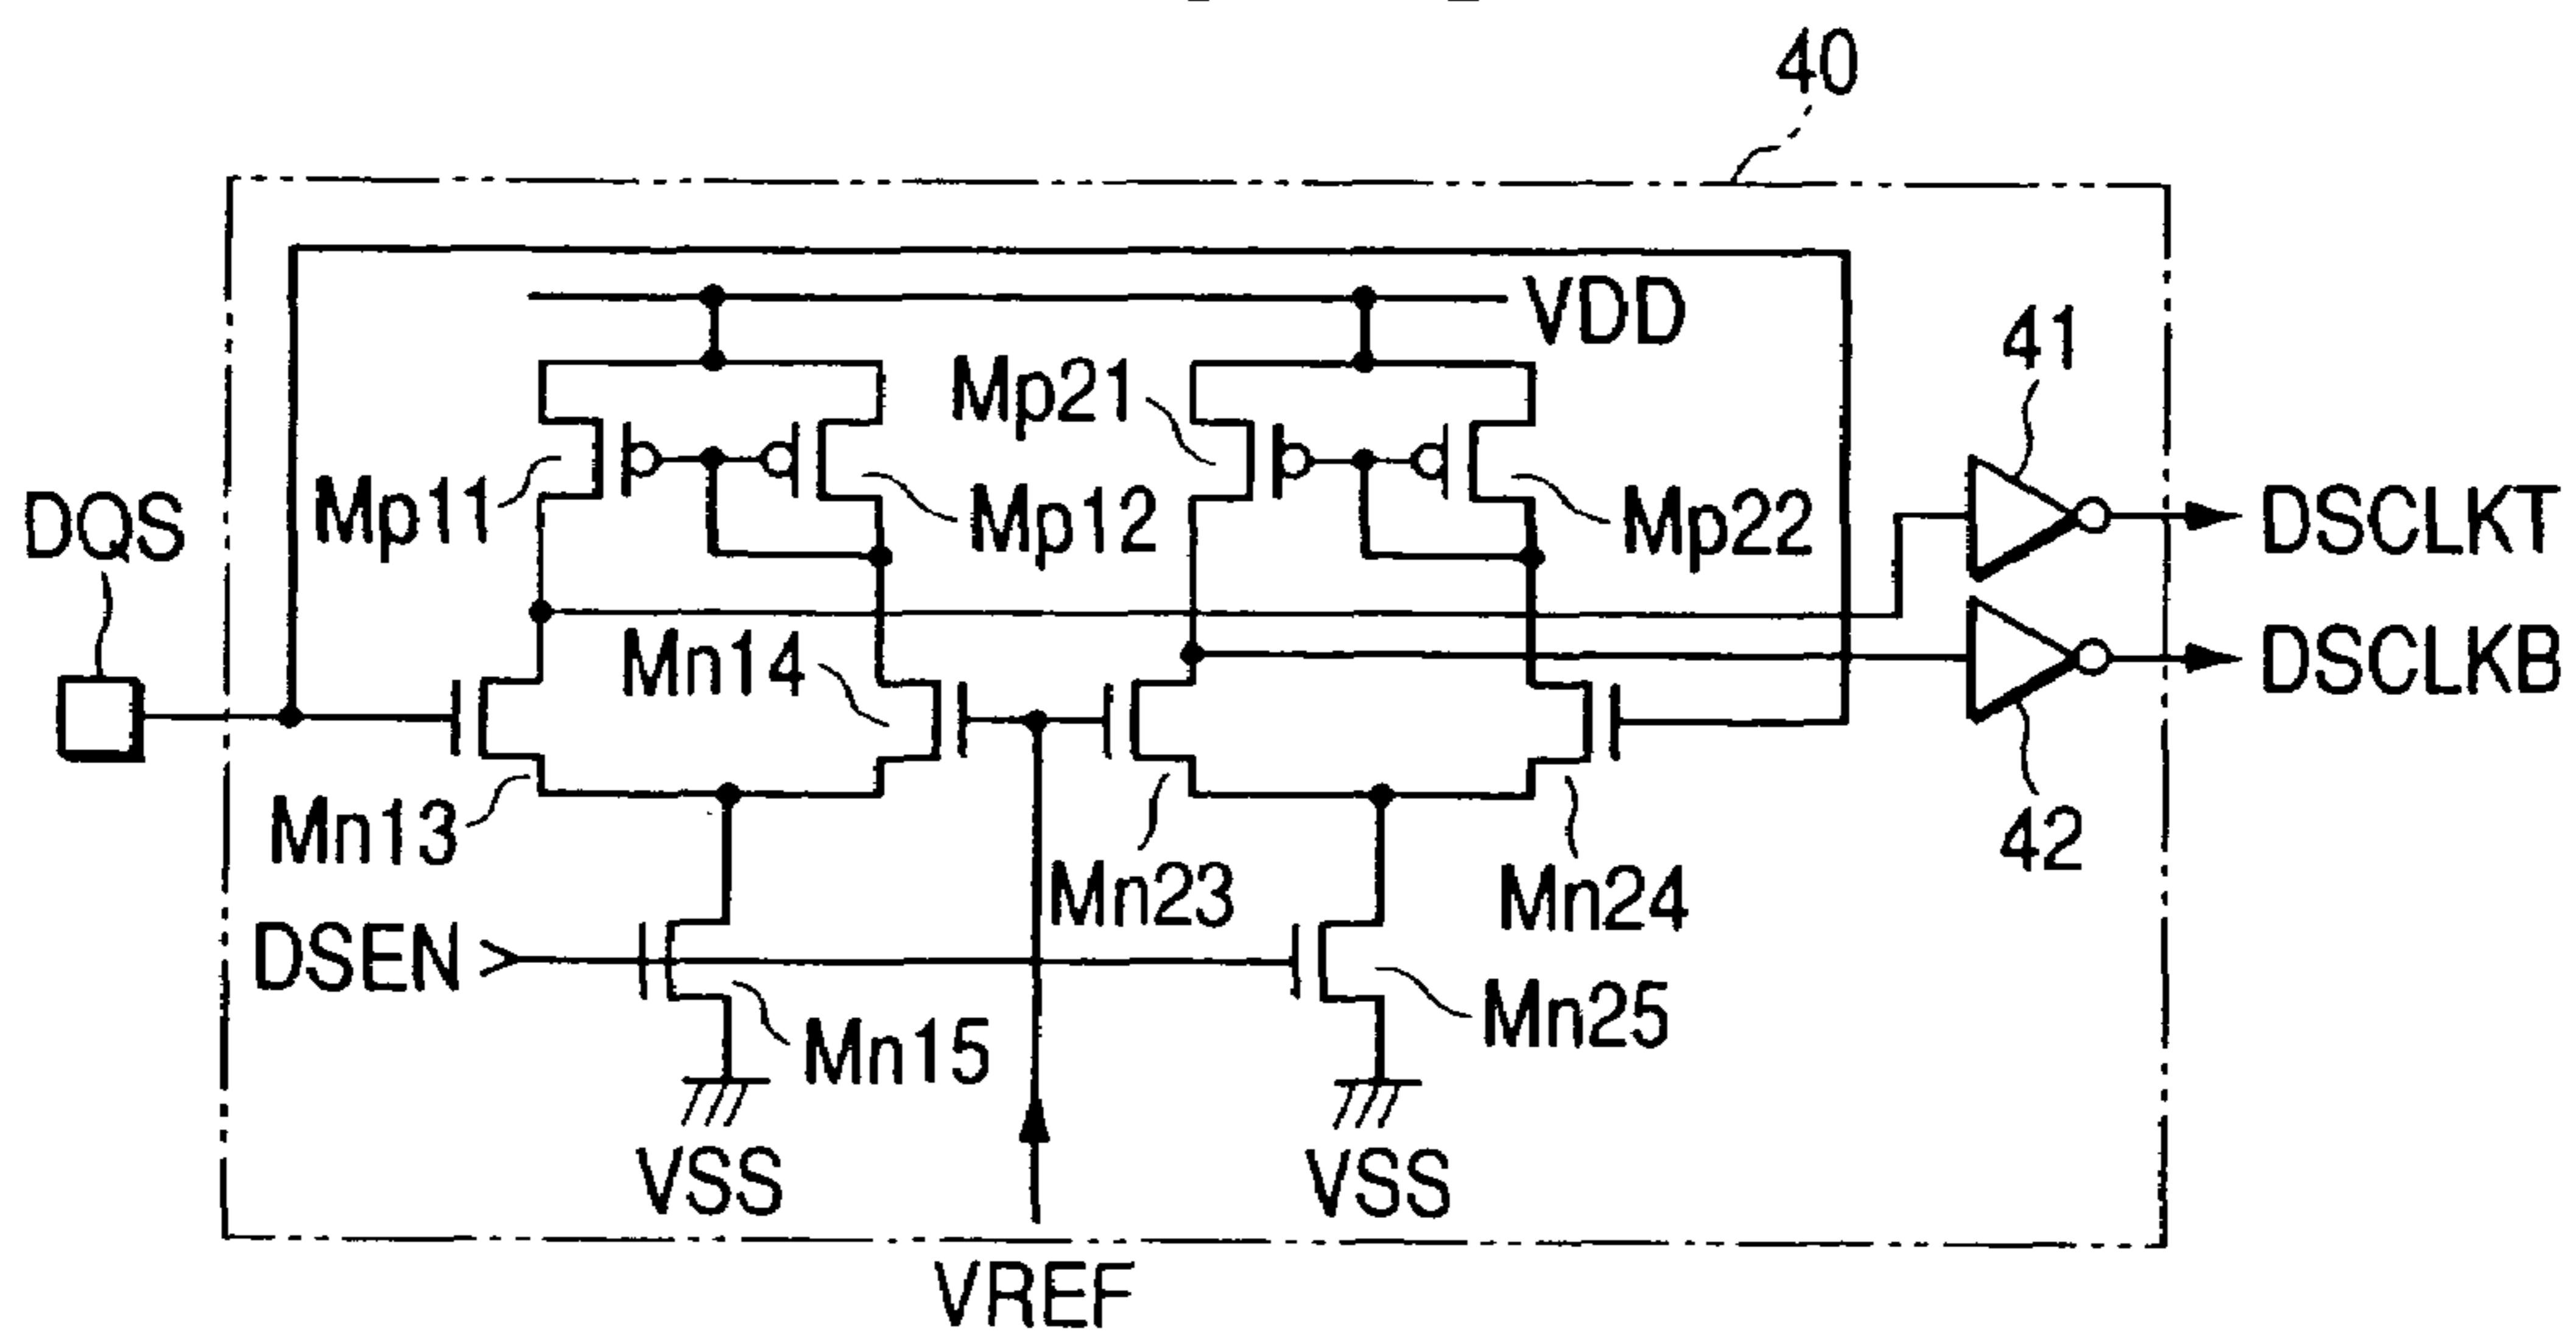 40
VDD
41
Mp21
Mp11
Mp12
Mp22
DQS
DSCLKT
Mn14
DSCLKB
Mn13
42
Mn23
Mn24
DSEN
Mn25
Mn15
VSS
VSS
VREF